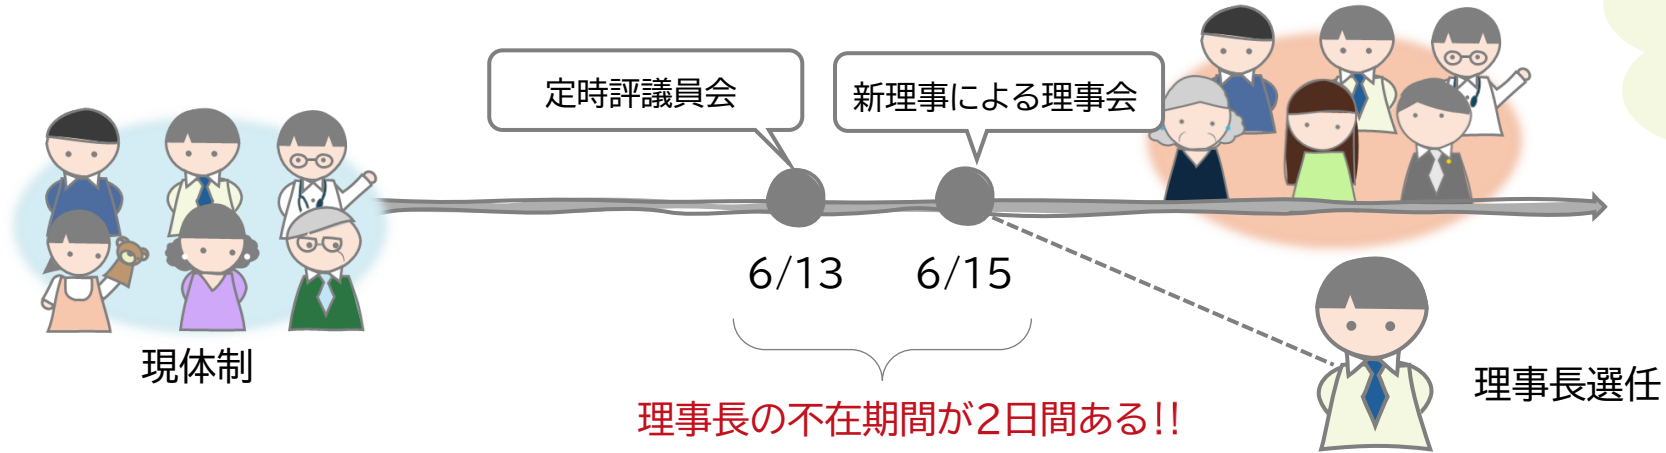 定時評議員会
新理事による理事会
6/13
6/15
現体制
理事長の不在期間が2日間ある!!
理事長選任